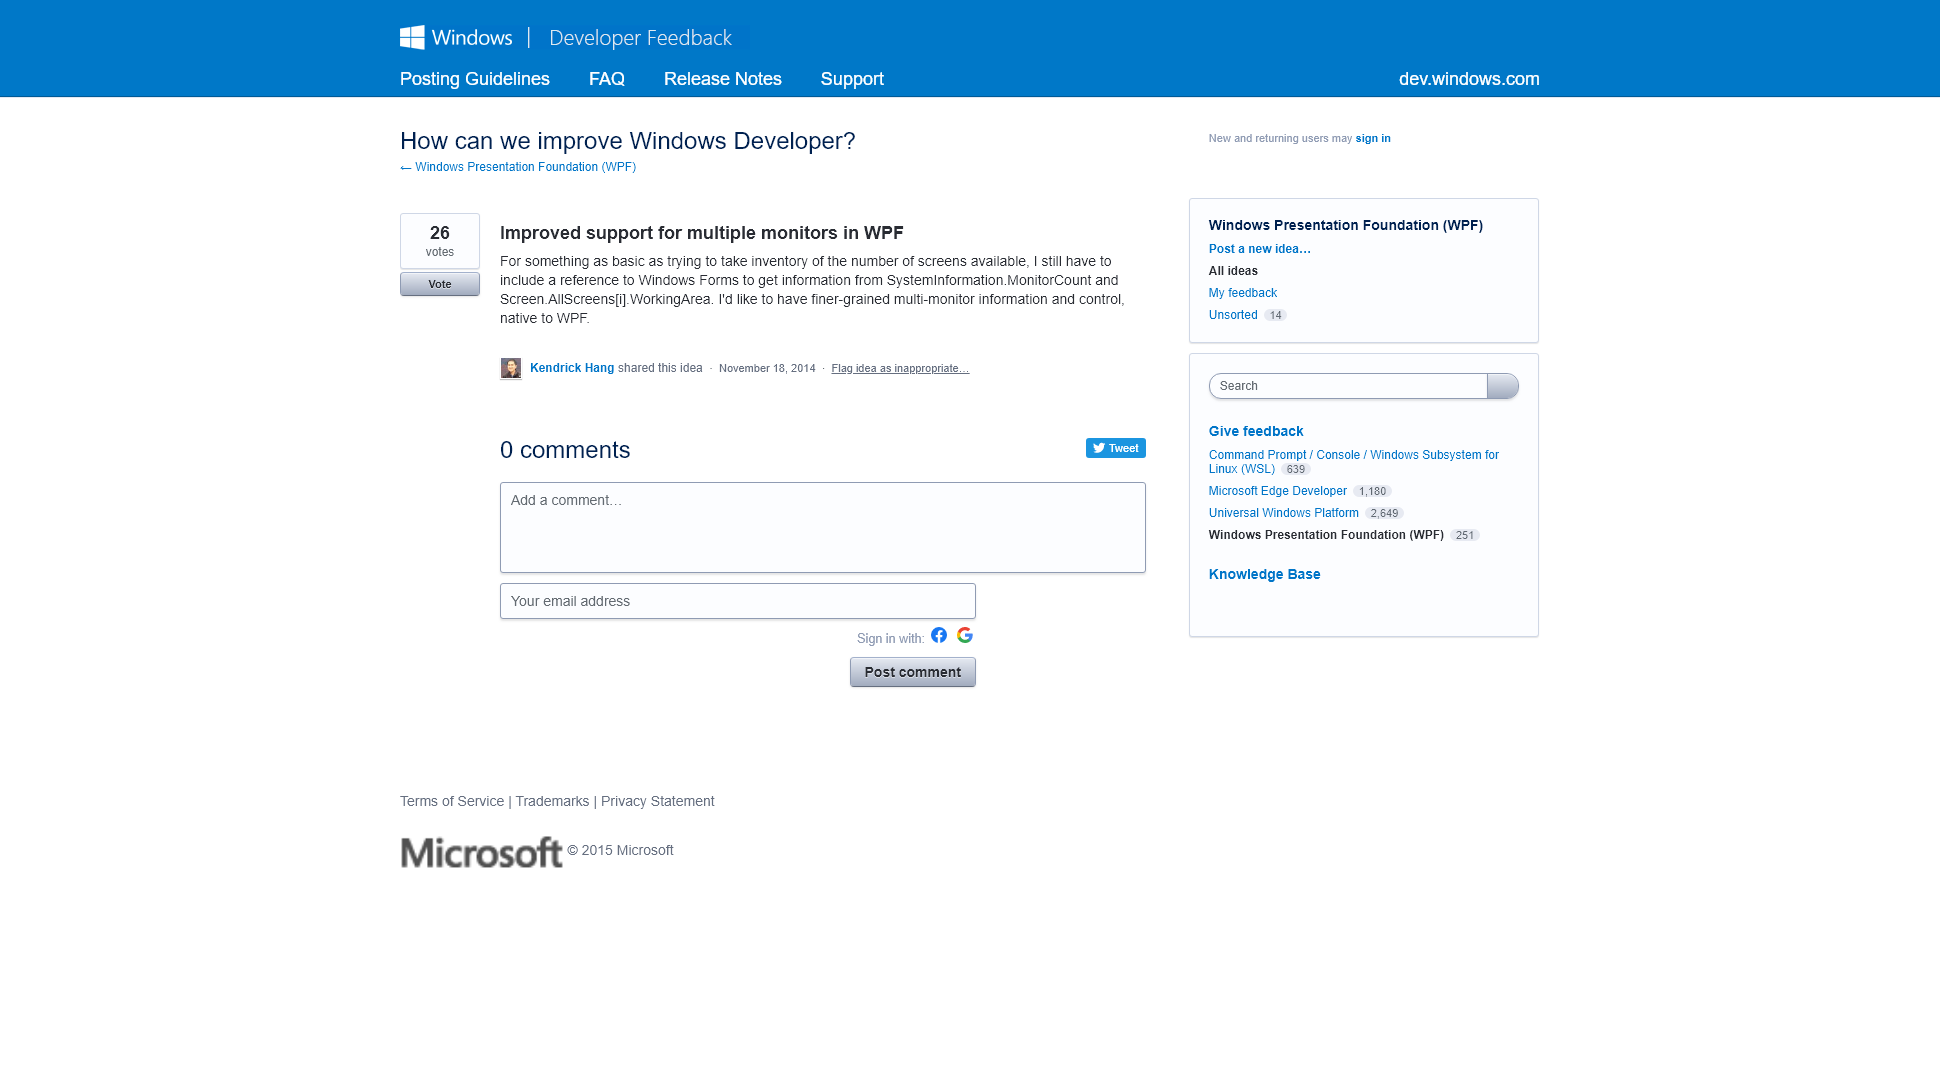 Windows | Developer Feedback
Posting Guidelines FAQ Release Notes Support dev.windows.com
How can we improve Windows Developer?
← Windows Presentation Foundation (WPF)
New and returning users may sign in
26
votes
Vote
Improved support for multiple monitors in WPF
For something as basic as trying to take inventory of the number of screens available, I still have to
include a reference to Windows Forms to get information from SystemInformation.MonitorCount and
Screen.AllScreens[i].WorkingArea. I'd like to have finer-grained multi-monitor information and control,
native to WPF.
Kendrick Hang shared this idea · November 18, 2014 · Flag idea as inappropriate…
0 comments
Tweet
Add a comment…
Your email address
Sign in with:
Post comment
Windows Presentation Foundation (WPF)
Post a new idea…
All ideas
My feedback
Unsorted 14
Search
Give feedback
Command Prompt / Console / Windows Subsystem for
Linux (WSL) 639
Microsoft Edge Developer 1,180
Universal Windows Platform 2,649
Windows Presentation Foundation (WPF) 251
Knowledge Base
Terms of Service | Trademarks | Privacy Statement
Microsoft © 2015 Microsoft